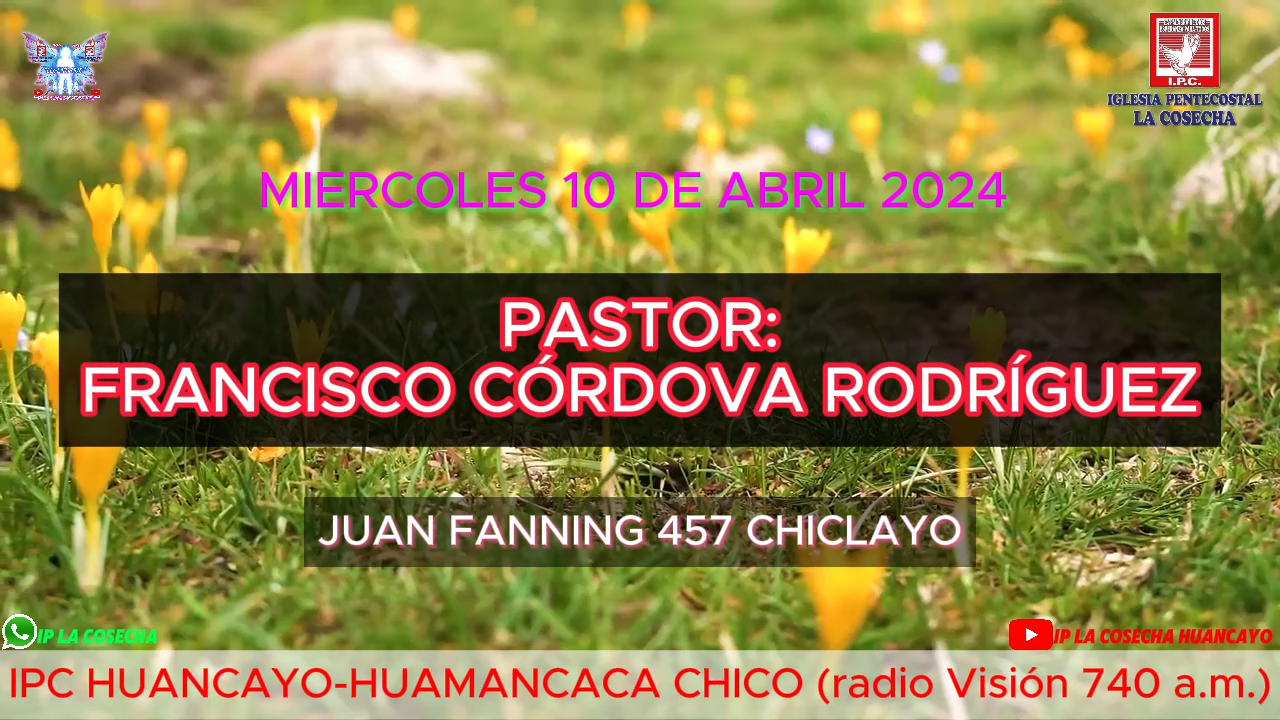 I.P.C.
IGLESIA PENTECOSTAL
LA COSECHA
MIERCOLES 10 DE ABRIL 2024
PASTOR:
FRANCISCO CÓRDOVA RODRÍGUEZ
JUAN FANNING 457 CHICLAYO
IP LA COSECHA
IP LA COSECHA HUANCAYO
IPC HUANCAYO-HUAMANCACA CHICO (radio Visión 740 a.m.)